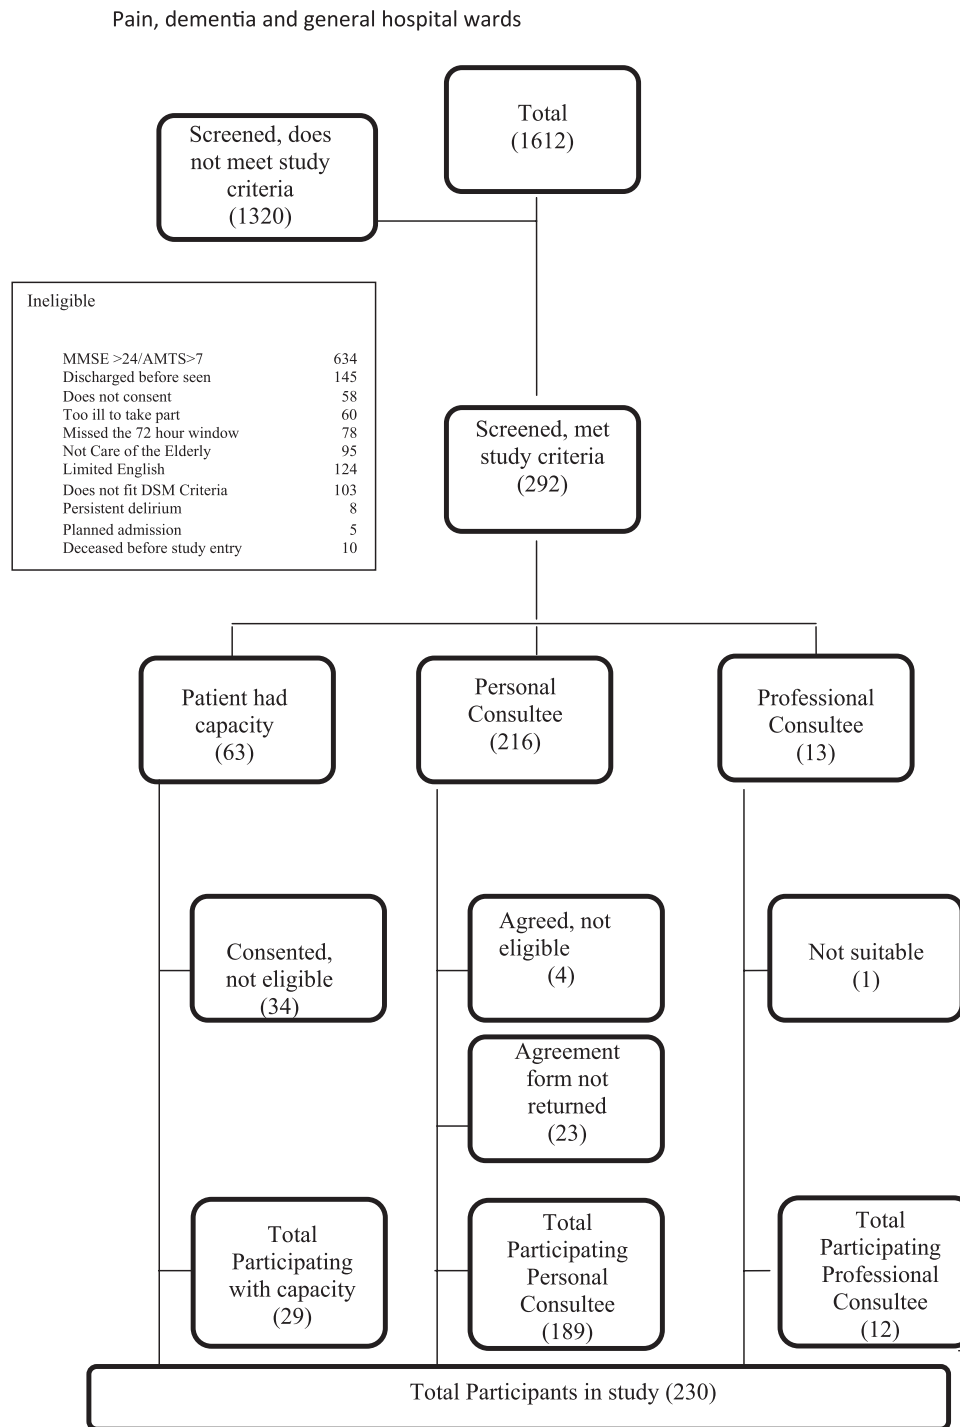 Pain, dementia and general hospital wards
Total
(1612)
Screened, does
not meet study
criteria
(1320)
Ineligible
MMSE >24/AMTS>7 634
Discharged before seen 145
Does not consent 58
Too ill to take part 60
Missed the 72 hour window 78
Not Care of the Elderly 95
Limited English 124
Does not fit DSM Criteria 103
Persistent delirium 8
Planned admission 5
Deceased before study entry 10
Screened, met
study criteria
(292)
Patient had
capacity
(63)
Personal
Consultee
(216)
Professional
Consultee
(13)
Consented,
not eligible
(34)
Agreed, not
eligible
(4)
Not suitable
(1)
Agreement
form not
returned
(23)
Total
Participating
with capacity
(29)
Total
Participating
Personal
Consultee
(189)
Total
Participating
Professional
Consultee
(12)
Total Participants in study (230)